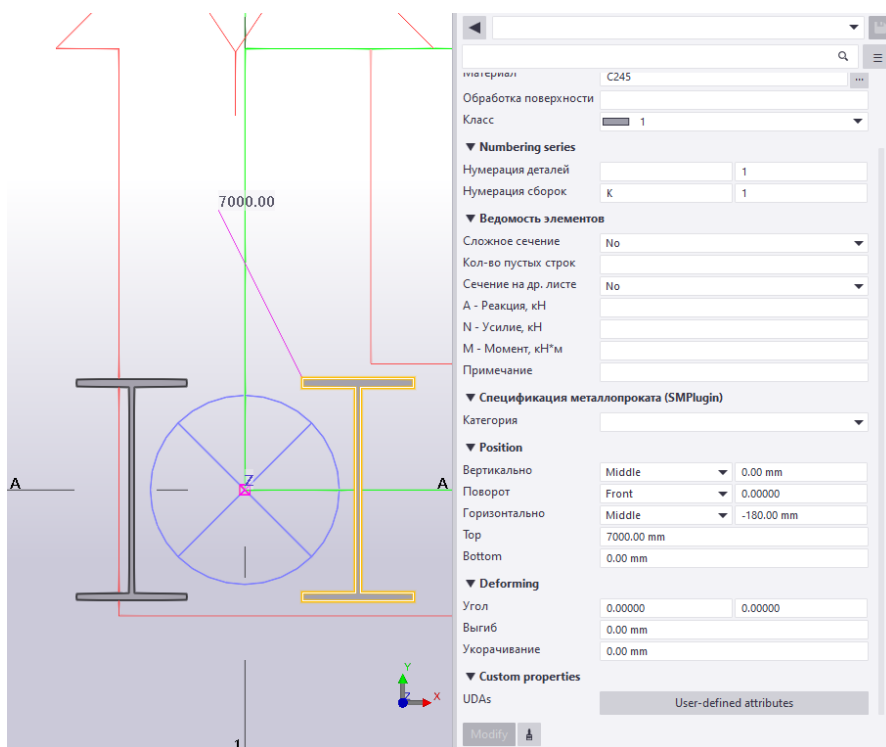 Материал C245 ...
Обработка поверхности
Класс 1
Numbering series
Нумерация деталей 1
Нумерация сборок К 1
Ведомость элементов
Сложное сечение No
Кол-во пустых строк
Сечение на др. листе No
А - Реакция, кН
N - Усилие, кН
М - Момент, кН*м
Примечание
Спецификация металлопроката (SMPlugin)
Категория
Position
Вертикально Middle 0.00 mm
Поворот Front 0.00000
Горизонтально Middle -180.00 mm
Top 7000.00 mm
Bottom 0.00 mm
Deforming
Угол 0.00000 0.00000
Выгиб 0.00 mm
Укорачивание 0.00 mm
Custom properties
UDAs User-defined attributes
Modify
7000.00
Z
A A
Y
Z X
1